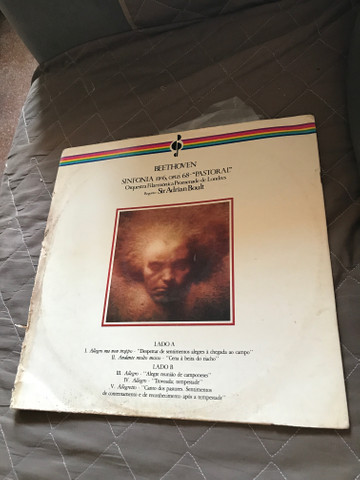 BEETHOVEN
SINFONIA nº6, opus 68 - "PASTORAL"
Orquestra Filarmônica Promenade de Londres
Regente: Sir Adrian Boult
LADO A
I. Allegro ma non troppo - "Despertar de sentimentos alegres à chegada ao campo"
II. Andante molto mosso - "Cena à beira do riacho"
LADO B
III. Allegro - "Alegre reunião de camponeses"
IV. Allegro - "Trovoada; tempestade"
V. Allegretto - "Canto dos pastores. Sentimentos
de contentamento e de reconhecimento após a tempestade"